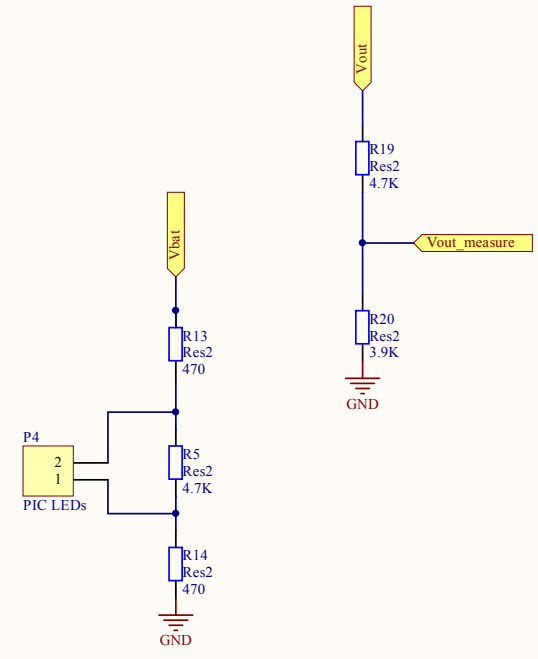 Vout
R19
Res2
4.7K
Vout_measure
R20
Res2
3.9K
GND
Vbat
R13
Res2
470
P4
2
1
PIC LEDs
R5
Res2
4.7K
R14
Res2
470
GND